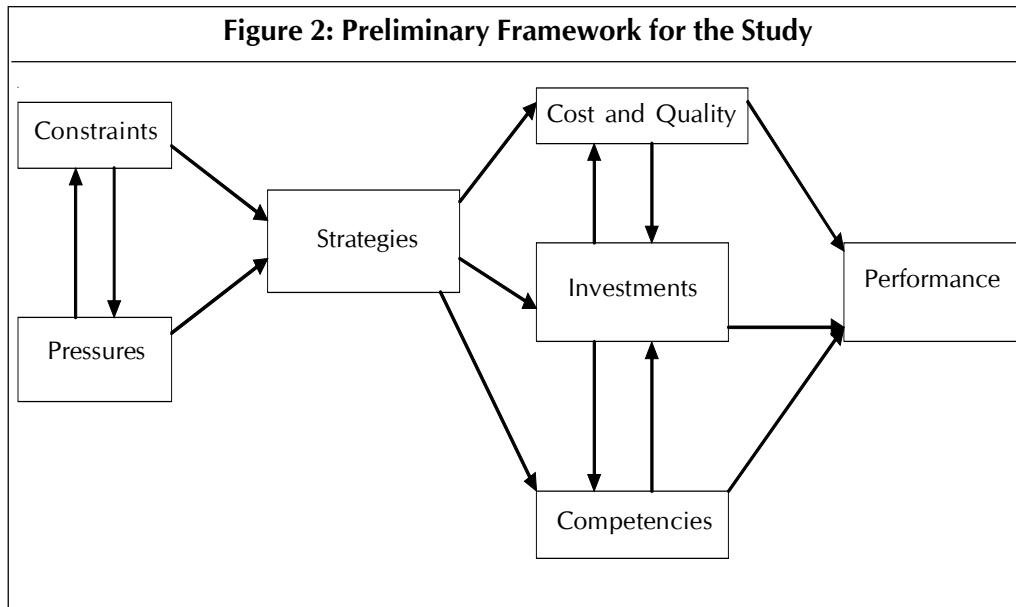 Figure 2: Preliminary Framework for the Study
Constraints
Pressures
Strategies
Cost and Quality
Investments
Competencies
Performance